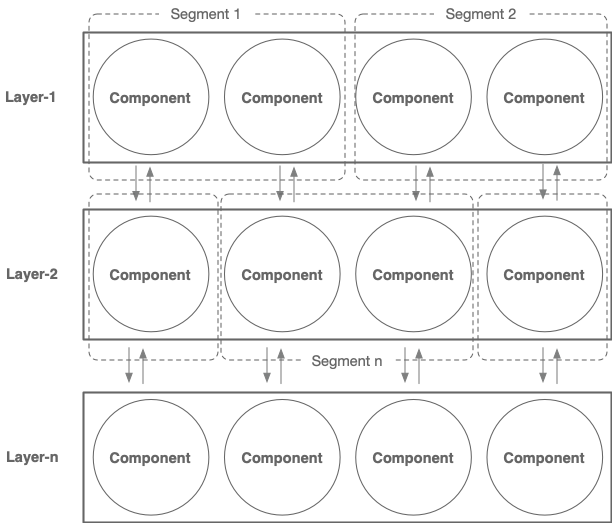 Segment 1
Segment 2
Layer-1
Component
Component
Component
Component
Layer-2
Component
Component
Component
Component
Segment n
Layer-n
Component
Component
Component
Component